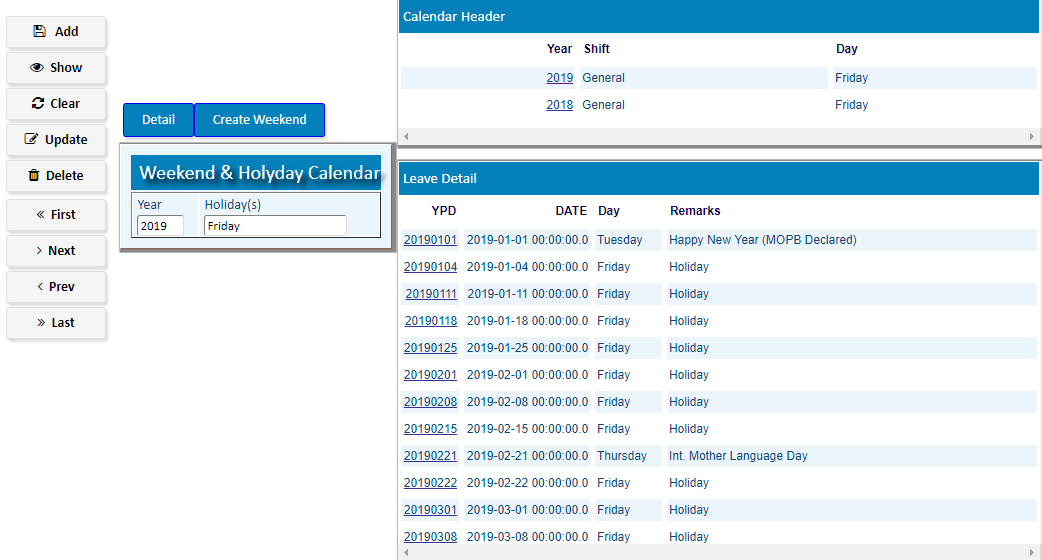 Add
Show
Clear
Update
Delete
First
Next
Prev
Last
Detail Create Weekend
Weekend & Holyday Calendar
Year Holiday(s)
2019 Friday
Calendar Header
Year Shift Day
2019 General Friday
2018 General Friday
Leave Detail
YPD DATE Day Remarks
20190101 2019-01-01 00:00:00.0 Tuesday Happy New Year (MOPB Declared)
20190104 2019-01-04 00:00:00.0 Friday Holiday
20190111 2019-01-11 00:00:00.0 Friday Holiday
20190118 2019-01-18 00:00:00.0 Friday Holiday
20190125 2019-01-25 00:00:00.0 Friday Holiday
20190201 2019-02-01 00:00:00.0 Friday Holiday
20190208 2019-02-08 00:00:00.0 Friday Holiday
20190215 2019-02-15 00:00:00.0 Friday Holiday
20190221 2019-02-21 00:00:00.0 Thursday Int. Mother Language Day
20190222 2019-02-22 00:00:00.0 Friday Holiday
20190301 2019-03-01 00:00:00.0 Friday Holiday
20190308 2019-03-08 00:00:00.0 Friday Holiday